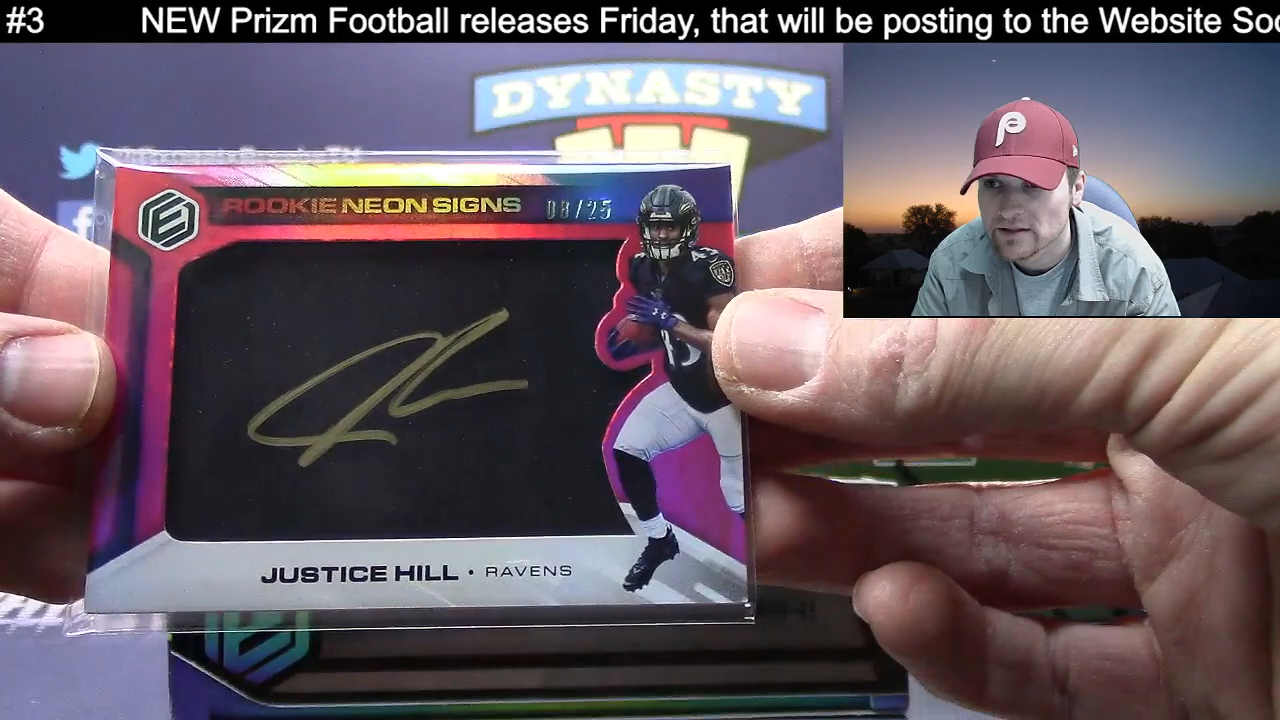 #3 NEW Prizm Football releases Friday, that will be posting to the Website Soc
DYNASTY
ROOKIE NEON SIGNS 08/25
JUSTICE HILL • RAVENS